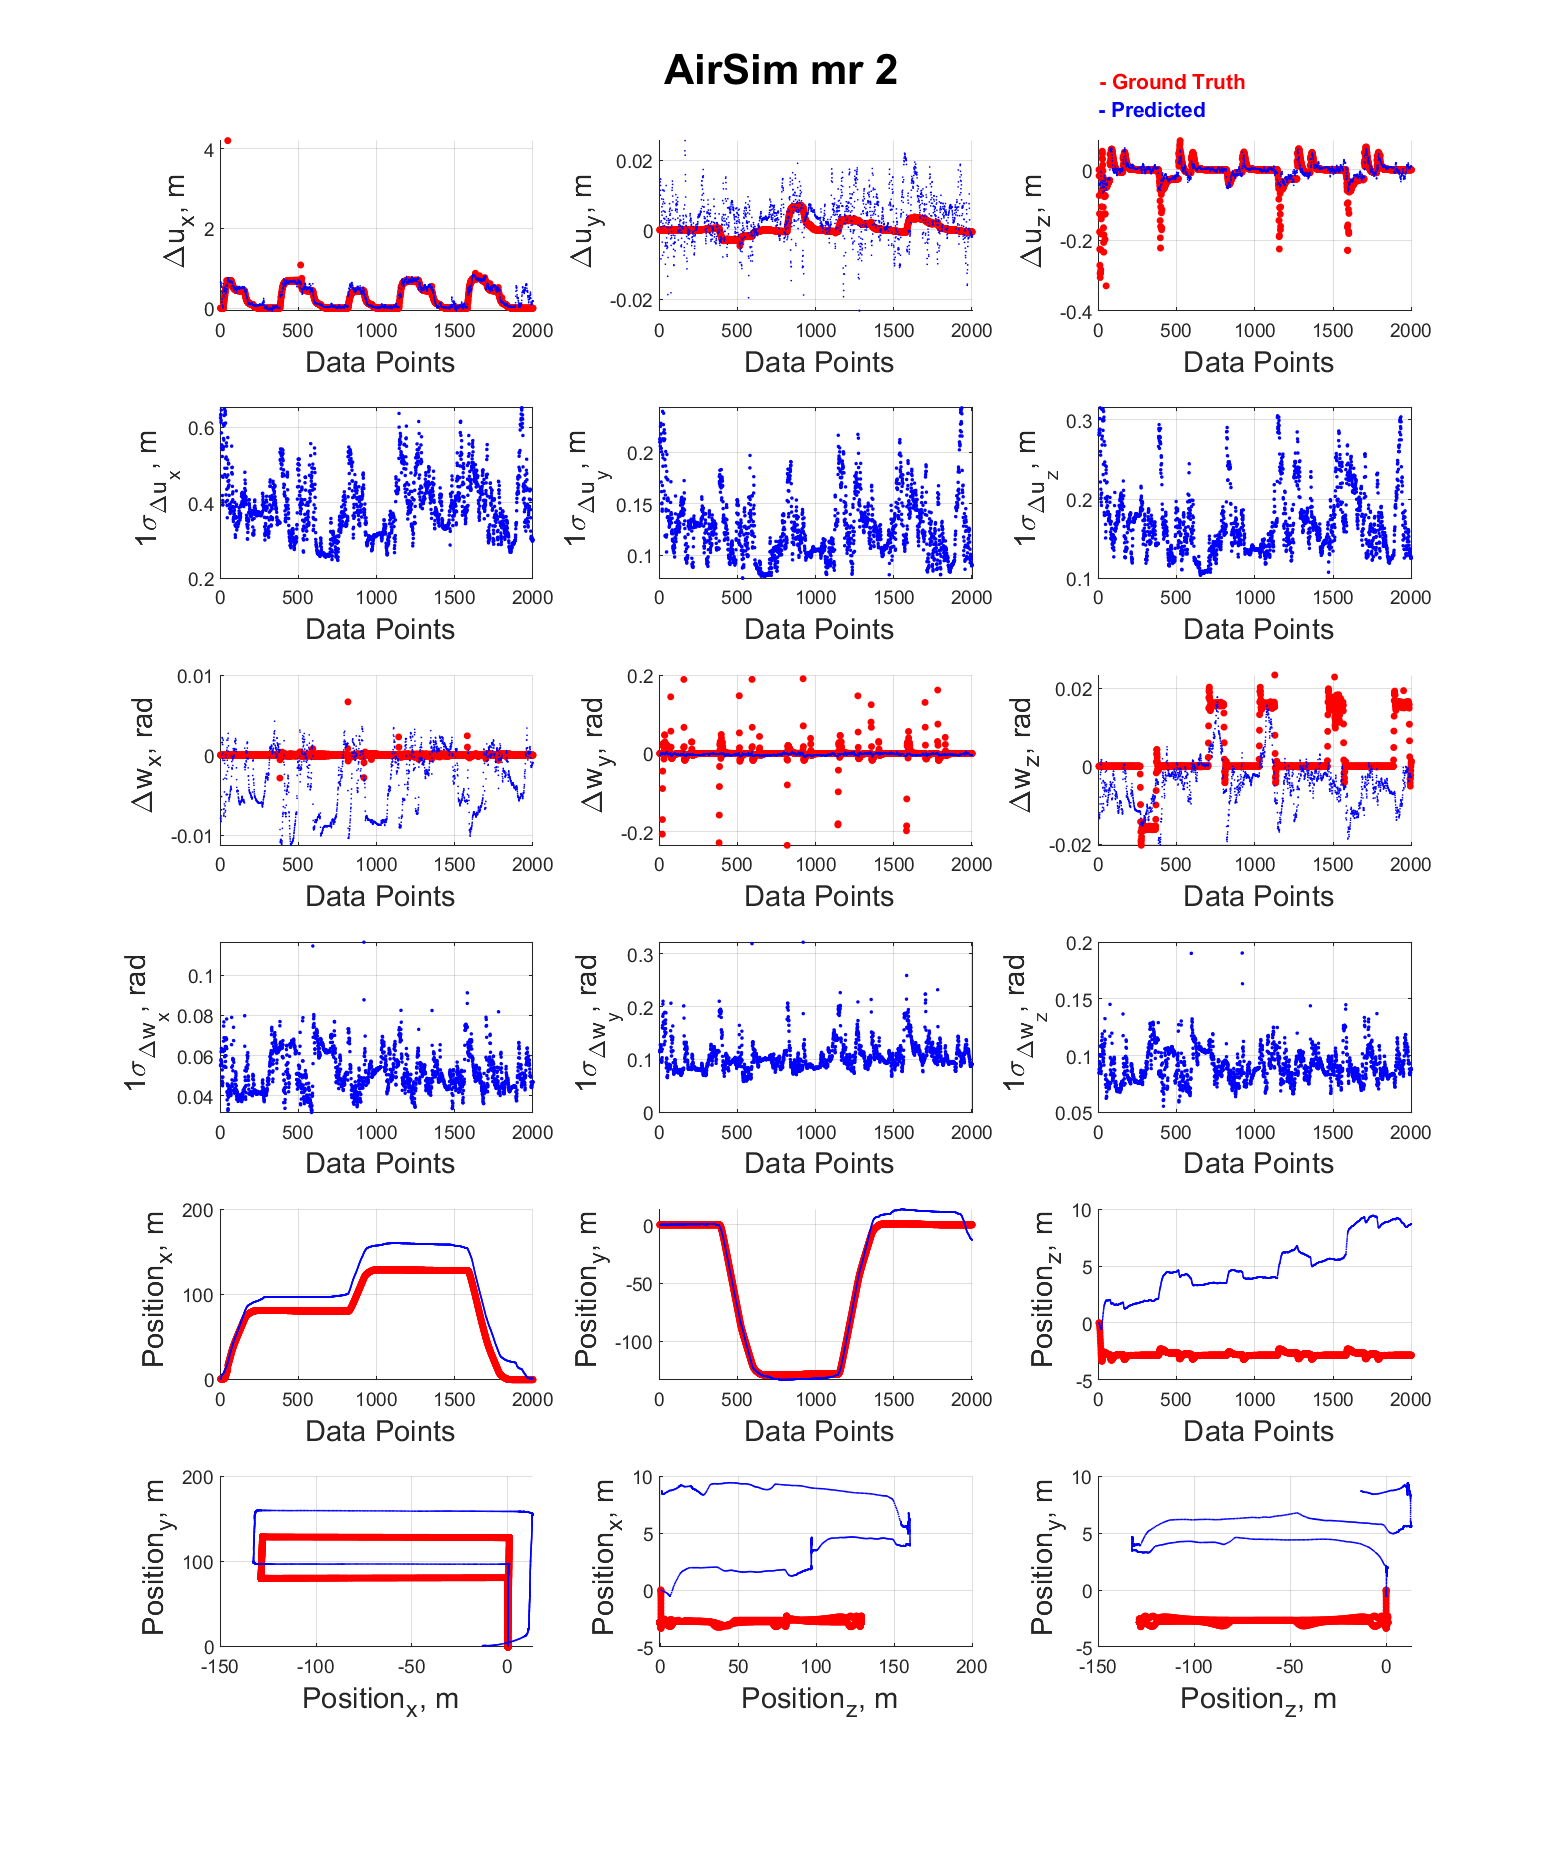 AirSim mr 2
- Ground Truth
- Predicted
Δu_x, m
4
2
0
0 500 1000 1500 2000
Data Points
Δu_y, m
0.02
0
-0.02
0 500 1000 1500 2000
Data Points
Δu_z, m
0
-0.2
-0.4
0 500 1000 1500 2000
Data Points
1σ_Δu_x, m
0.6
0.4
0.2
0 500 1000 1500 2000
Data Points
1σ_Δu_y, m
0.2
0.15
0.1
0 500 1000 1500 2000
Data Points
1σ_Δu_z, m
0.3
0.2
0.1
0 500 1000 1500 2000
Data Points
Δw_x, rad
0.01
0
-0.01
0 500 1000 1500 2000
Data Points
Δw_y, rad
0.2
0
-0.2
0 500 1000 1500 2000
Data Points
Δw_z, rad
0.02
0
-0.02
0 500 1000 1500 2000
Data Points
1σ_Δw_x, rad
0.1
0.08
0.06
0.04
0 500 1000 1500 2000
Data Points
1σ_Δw_y, rad
0.3
0.2
0.1
0
0 500 1000 1500 2000
Data Points
1σ_Δw_z, rad
0.2
0.15
0.1
0.05
0 500 1000 1500 2000
Data Points
Position_x, m
200
100
0
0 500 1000 1500 2000
Data Points
Position_y, m
0
-50
-100
0 500 1000 1500 2000
Data Points
Position_z, m
10
5
0
-5
0 500 1000 1500 2000
Data Points
Position_y, m
200
100
0
-150 -100 -50 0
Position_x, m
Position_x, m
10
5
0
-5
0 50 100 150 200
Position_z, m
Position_y, m
10
5
0
-5
-150 -100 -50 0
Position_z, m